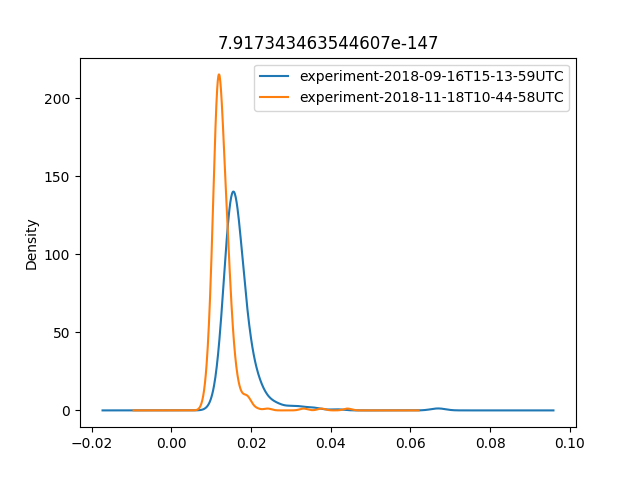 7.917343463544607e-147
experiment-2018-09-16T15-13-59UTC
experiment-2018-11-18T10-44-58UTC
Density
200
150
100
50
0
−0.02 0.00 0.02 0.04 0.06 0.08 0.10